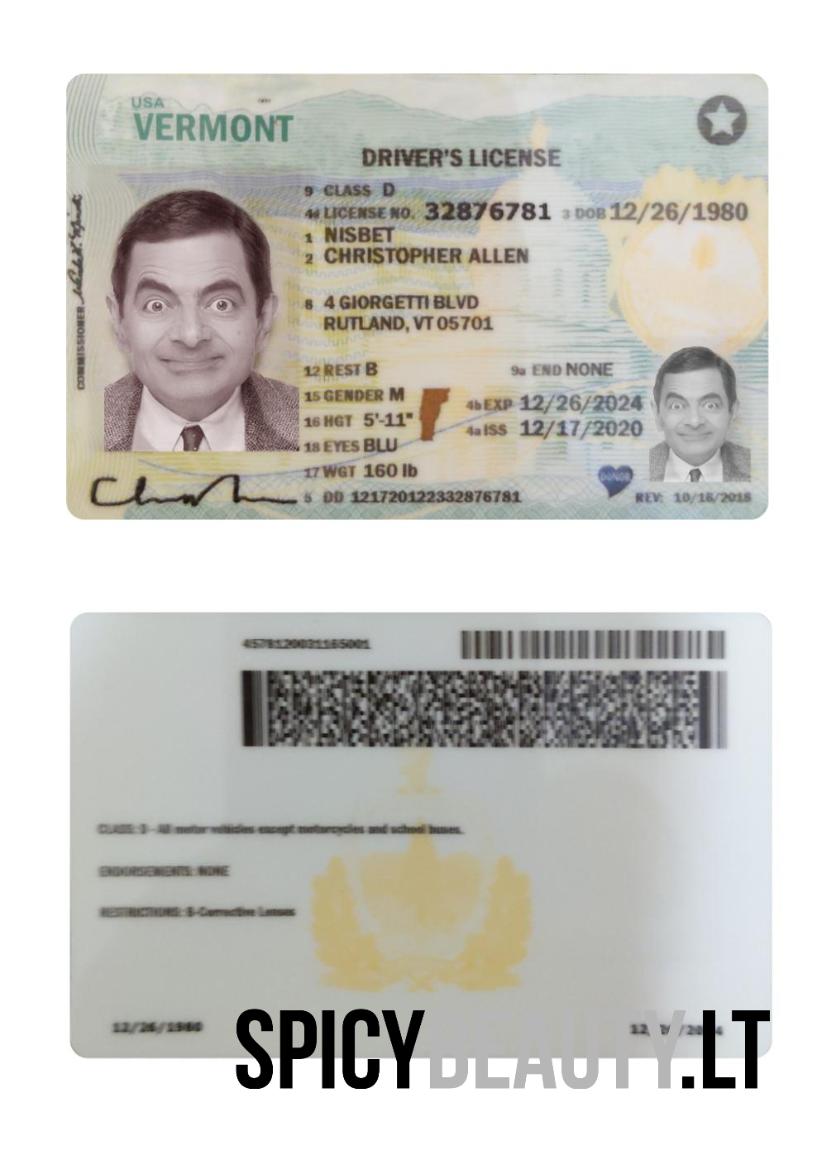 USA
VERMONT
DRIVER'S LICENSE
9 CLASS D
4d LICENSE NO. 32876781 3 DOB 12/26/1980
1 NISBET
2 CHRISTOPHER ALLEN
8 4 GIORGETTI BLVD
RUTLAND, VT 05701
12 REST B 9a END NONE
15 GENDER M
4b EXP 12/26/2024
16 HGT 5'-11"
4a ISS 12/17/2020
18 EYES BLU
17 WGT 160 lb
DONOR
5 DD 121720122332876781
REV: 10/16/2018
COMMISSIONER
4578120031165001
CLASS: D - All motor vehicles except motorcycles and school buses.
ENDORSEMENTS: NONE
RESTRICTIONS: B-Corrective Lenses
12/26/1980
SPICYBEAUTY.LT